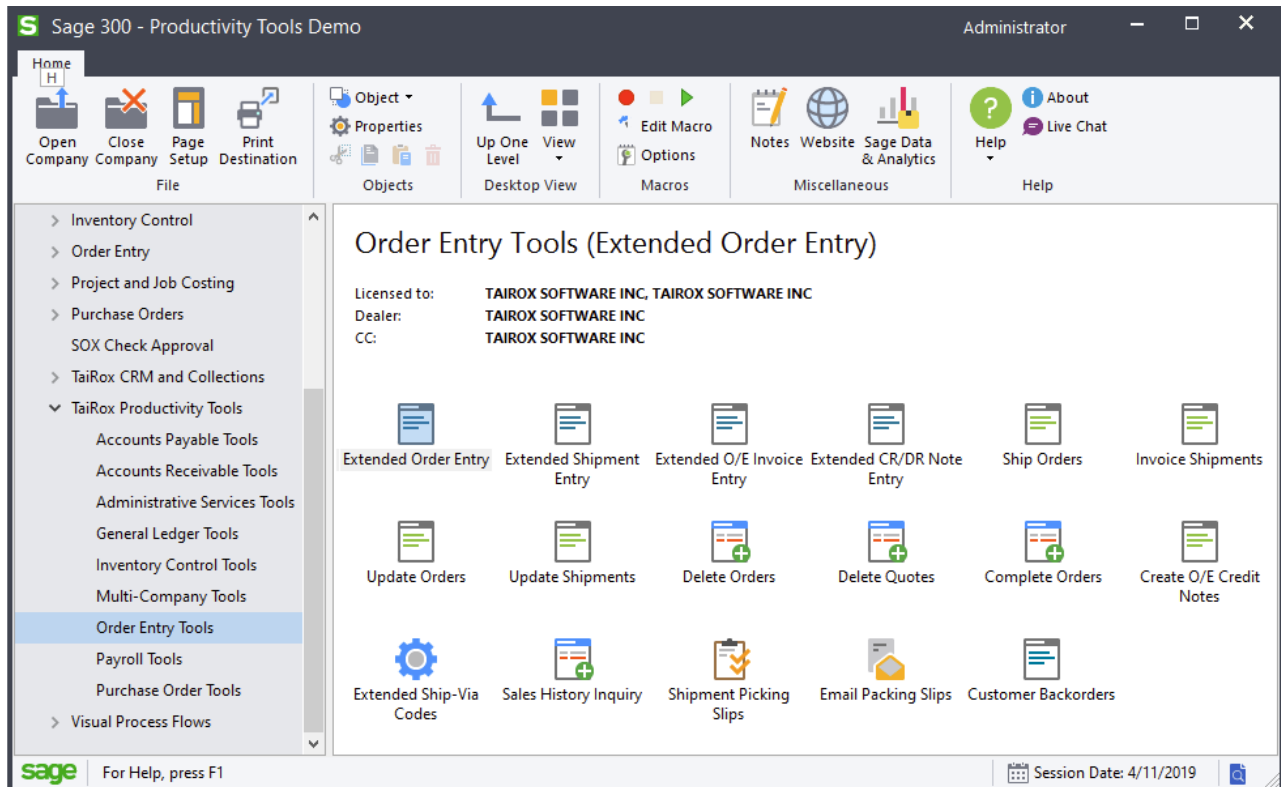 S Sage 300 - Productivity Tools Demo
Administrator
Home
H
Open Company
Close Company
Page Setup
Print Destination
File
Object
Properties
Objects
Up One Level
View
Desktop View
Edit Macro
Options
Macros
Notes
Website
Sage Data & Analytics
Miscellaneous
? Help
i About
Live Chat
Help
Inventory Control
Order Entry
Project and Job Costing
Purchase Orders
SOX Check Approval
TaiRox CRM and Collections
TaiRox Productivity Tools
Accounts Payable Tools
Accounts Receivable Tools
Administrative Services Tools
General Ledger Tools
Inventory Control Tools
Multi-Company Tools
Order Entry Tools
Payroll Tools
Purchase Order Tools
Visual Process Flows
Order Entry Tools (Extended Order Entry)
Licensed to: TAIROX SOFTWARE INC, TAIROX SOFTWARE INC
Dealer: TAIROX SOFTWARE INC
CC: TAIROX SOFTWARE INC
Extended Order Entry
Extended Shipment Entry
Extended O/E Invoice Entry
Extended CR/DR Note Entry
Ship Orders
Invoice Shipments
Update Orders
Update Shipments
Delete Orders
Delete Quotes
Complete Orders
Create O/E Credit Notes
Extended Ship-Via Codes
Sales History Inquiry
Shipment Picking Slips
Email Packing Slips
Customer Backorders
sage For Help, press F1
Session Date: 4/11/2019